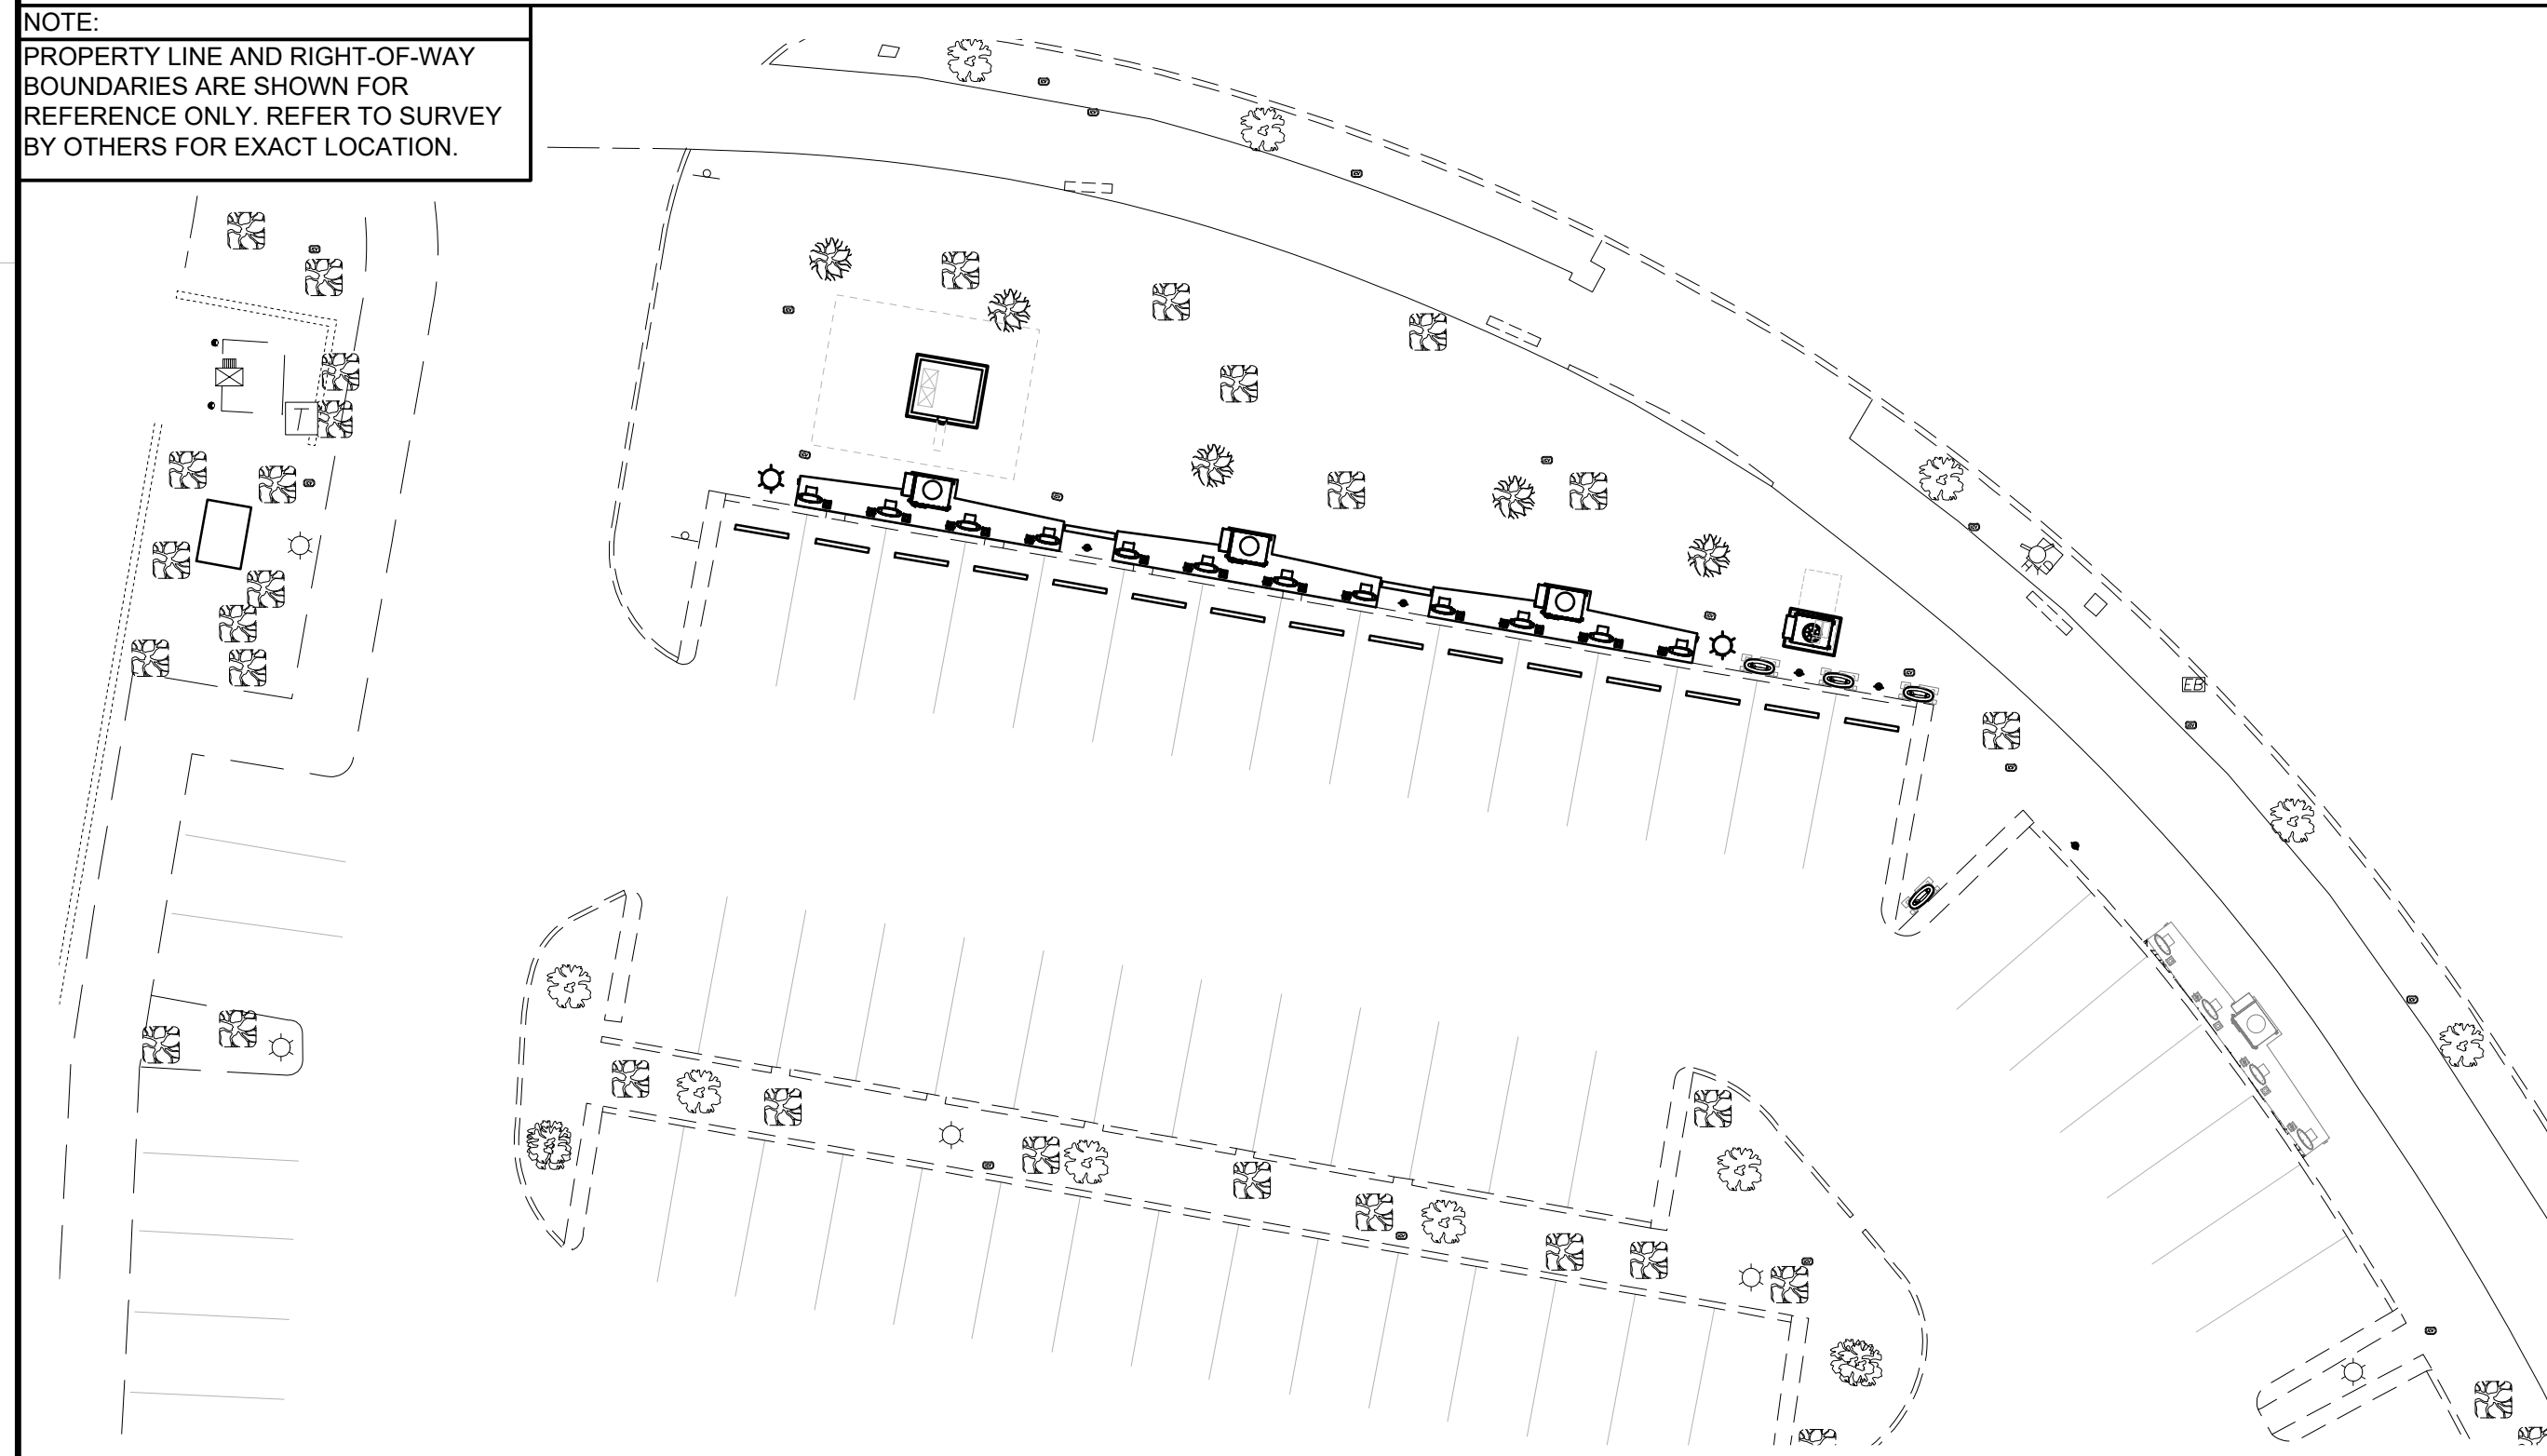 NOTE:
PROPERTY LINE AND RIGHT-OF-WAY
BOUNDARIES ARE SHOWN FOR
REFERENCE ONLY. REFER TO SURVEY
BY OTHERS FOR EXACT LOCATION.
T
EB